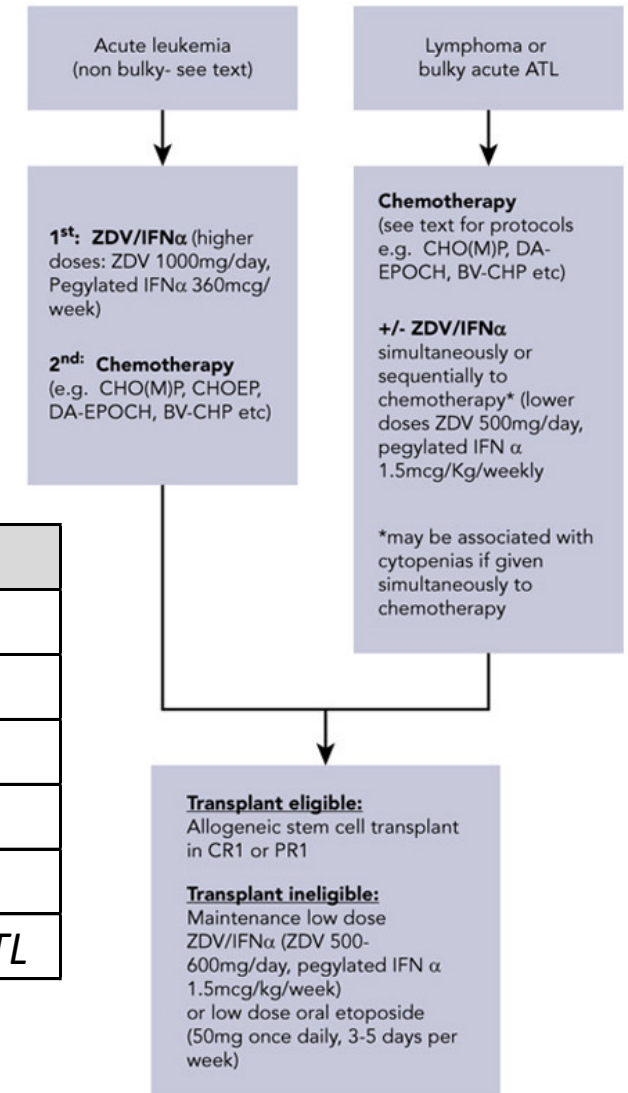 Acute leukemia
(non bulky- see text)
Lymphoma or
bulky acute ATL
1st: ZDV/IFNα (higher
doses: ZDV 1000mg/day,
Pegylated IFNα 360mcg/
week)
2nd: Chemotherapy
(e.g. CHO(M)P, CHOEP,
DA-EPOCH, BV-CHP etc)
Chemotherapy
(see text for protocols
e.g. CHO(M)P, DA-
EPOCH, BV-CHP etc)
+/- ZDV/IFNα
simultaneously or
sequentially to
chemotherapy* (lower
doses ZDV 500mg/day,
pegylated IFN α
1.5mcg/Kg/weekly
*may be associated with
cytopenias if given
simultaneously to
chemotherapy
TL
Transplant eligible:
Allogeneic stem cell transplant
in CR1 or PR1
Transplant ineligible:
Maintenance low dose
ZDV/IFNα (ZDV 500-
600mg/day, pegylated IFN α
1.5mcg/kg/week)
or low dose oral etoposide
(50mg once daily, 3-5 days per
week)